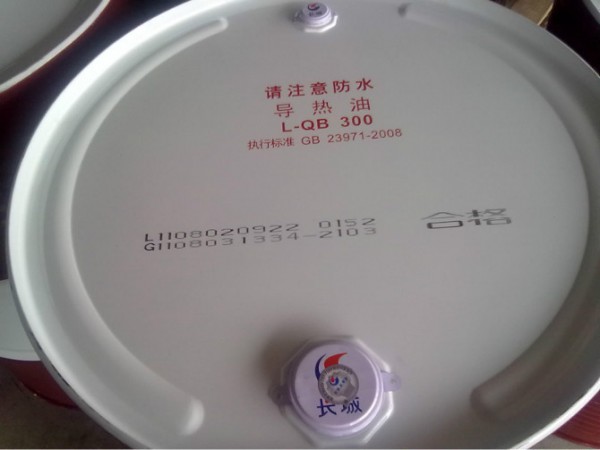 请注意防水
导热油
L-QB 300
执行标准 GB 23971-2008
L1108020922 0152
G1108031334-2103
合格
长城